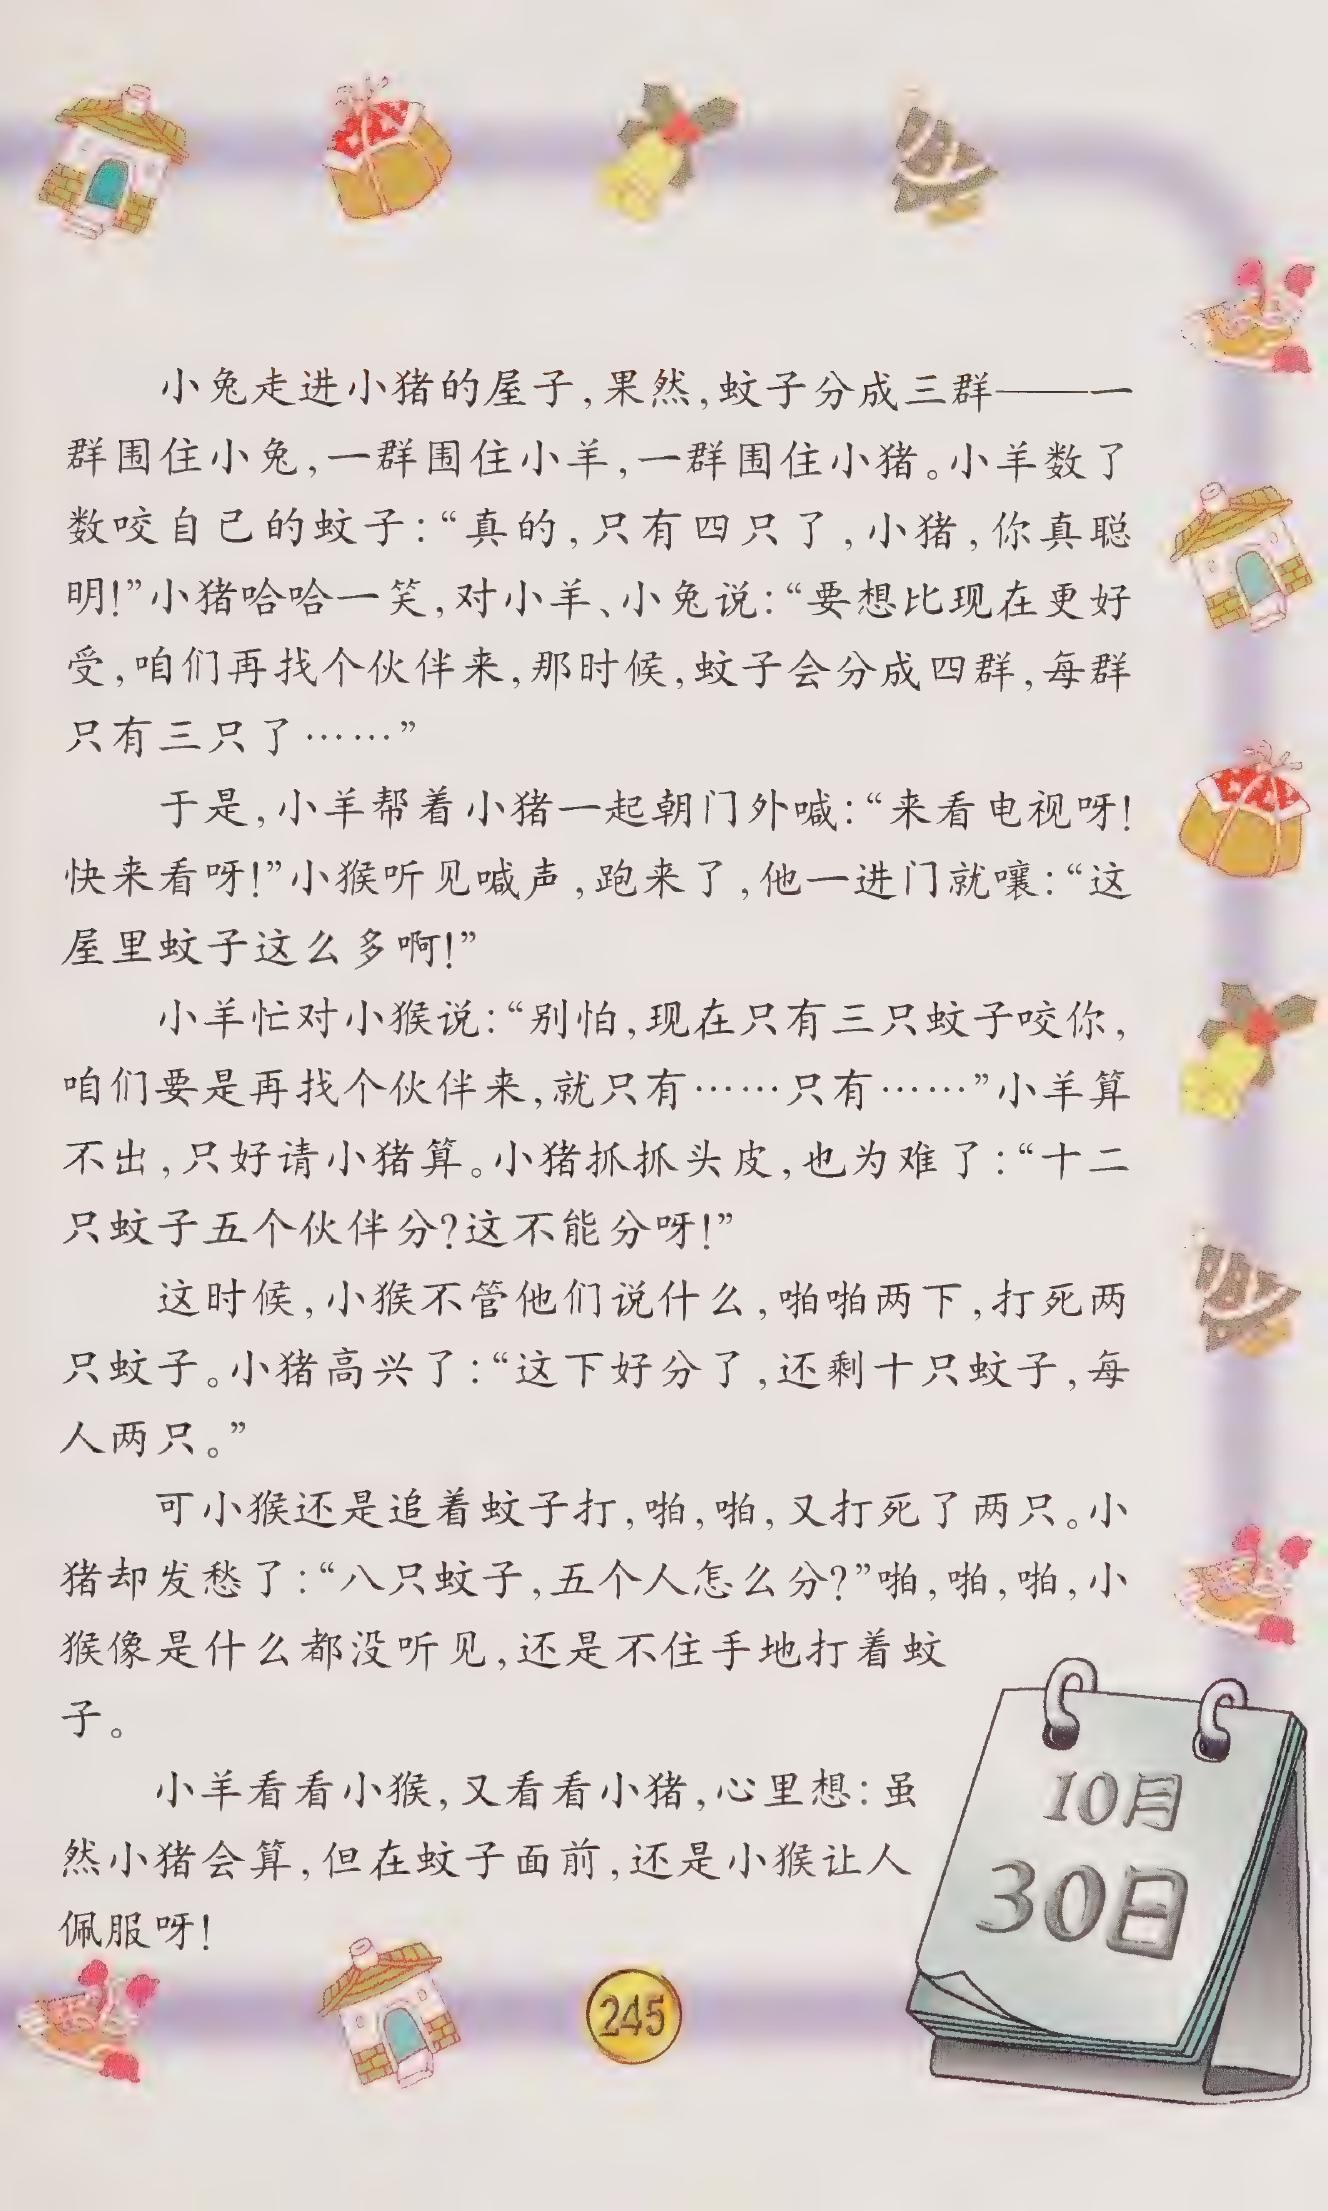 小兔走进小猪的屋子,果然,蚊子分成三群——一
群围住小兔,一群围住小羊,一群围住小猪。小羊数了
数咬自己的蚊子:“真的,只有四只了,小猪,你真聪
明!”小猪哈哈一笑,对小羊、小兔说:“要想比现在更好
受,咱们再找个伙伴来,那时候,蚊子会分成四群,每群
只有三只了……”
于是,小羊帮着小猪一起朝门外喊:“来看电视呀!
快来看呀!”小猴听见喊声,跑来了,他一进门就嚷:“这
屋里蚊子这么多啊!”
小羊忙对小猴说:“别怕,现在只有三只蚊子咬你,
咱们要是再找个伙伴来,就只有……只有……”小羊算
不出,只好请小猪算。小猪抓抓头皮,也为难了:“十二
只蚊子五个伙伴分?这不能分呀!”
这时候,小猴不管他们说什么,啪啪两下,打死两
只蚊子。小猪高兴了:“这下好分了,还剩十只蚊子,每
人两只。”
可小猴还是追着蚊子打,啪,啪,又打死了两只。小
猪却发愁了:“八只蚊子,五个人怎么分?”啪,啪,啪,小
猴像是什么都没听见,还是不住手地打着蚊
子。
小羊看看小猴,又看看小猪,心里想:虽
然小猪会算,但在蚊子面前,还是小猴让人
佩服呀!
10月
30日
245